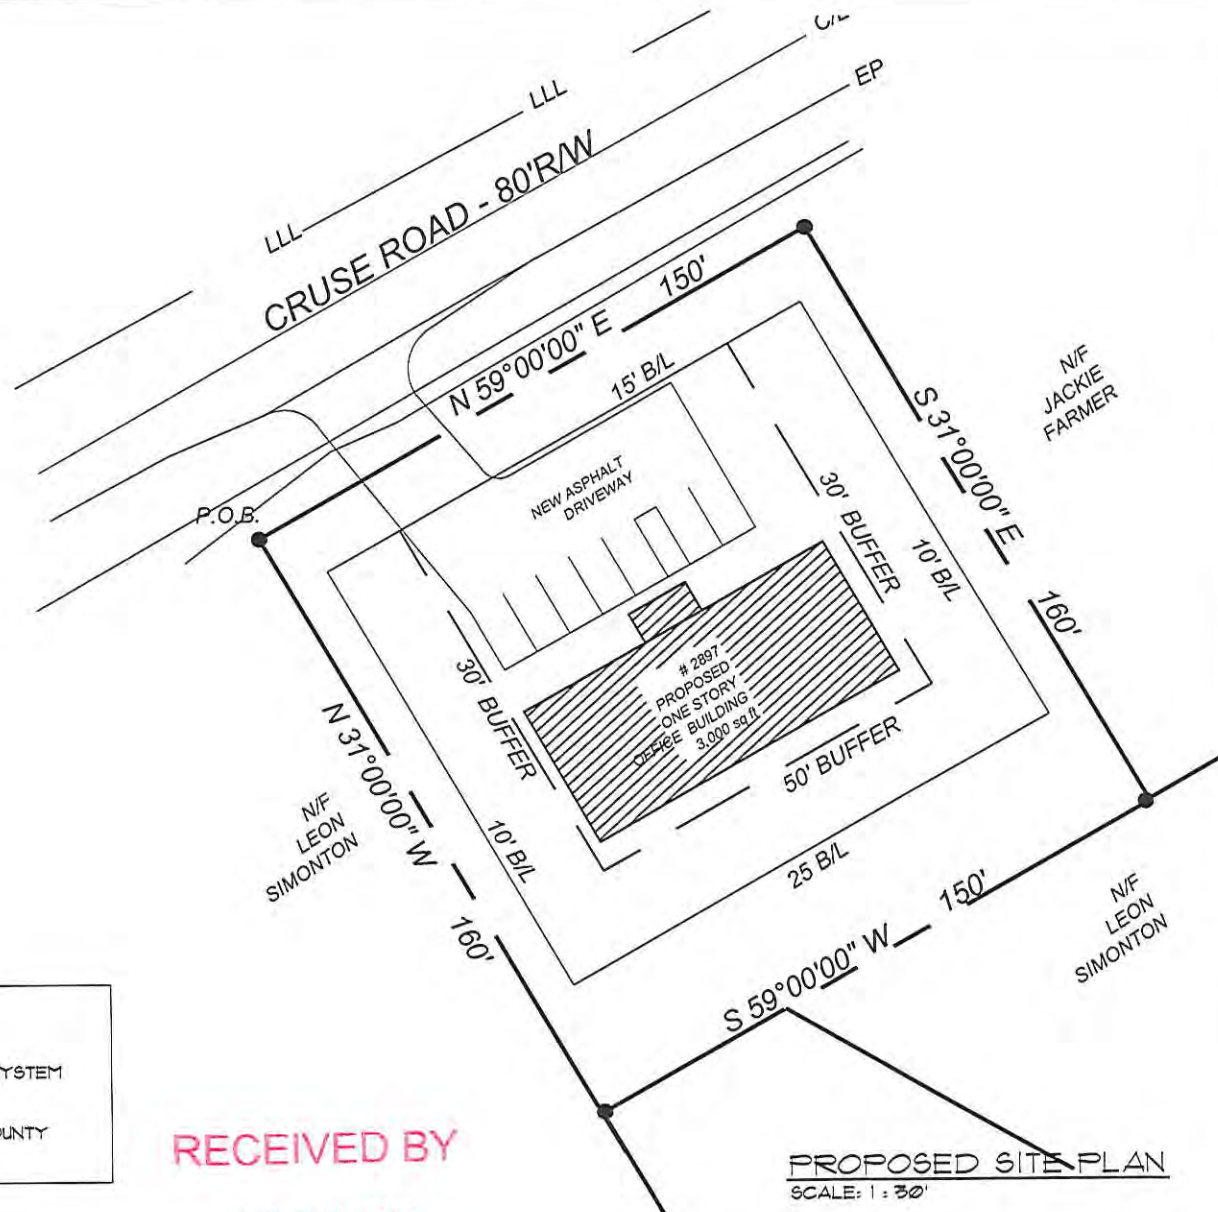 C/L
EP
LLL
LLL
CRUSE ROAD - 80'R/W
150'
N 59°00'00" E
15' B/L
N/F
JACKIE
FARMER
S 31°00'00" E
160'
NEW ASPHALT
DRIVEWAY
30' BUFFER
10' B/L
P.O.B.
# 2897
PROPOSED
ONE STORY
OFFICE BUILDING
3,000 sq.ft
30' BUFFER
50' BUFFER
N 31°00'00" W
160'
N/F
LEON
SIMONTON
10' B/L
25 B/L
150'
S 59°00'00" W
N/F
LEON
SIMONTON
YSTEM
UNTY
RECEIVED BY
PROPOSED SITE PLAN
SCALE: 1 : 30'